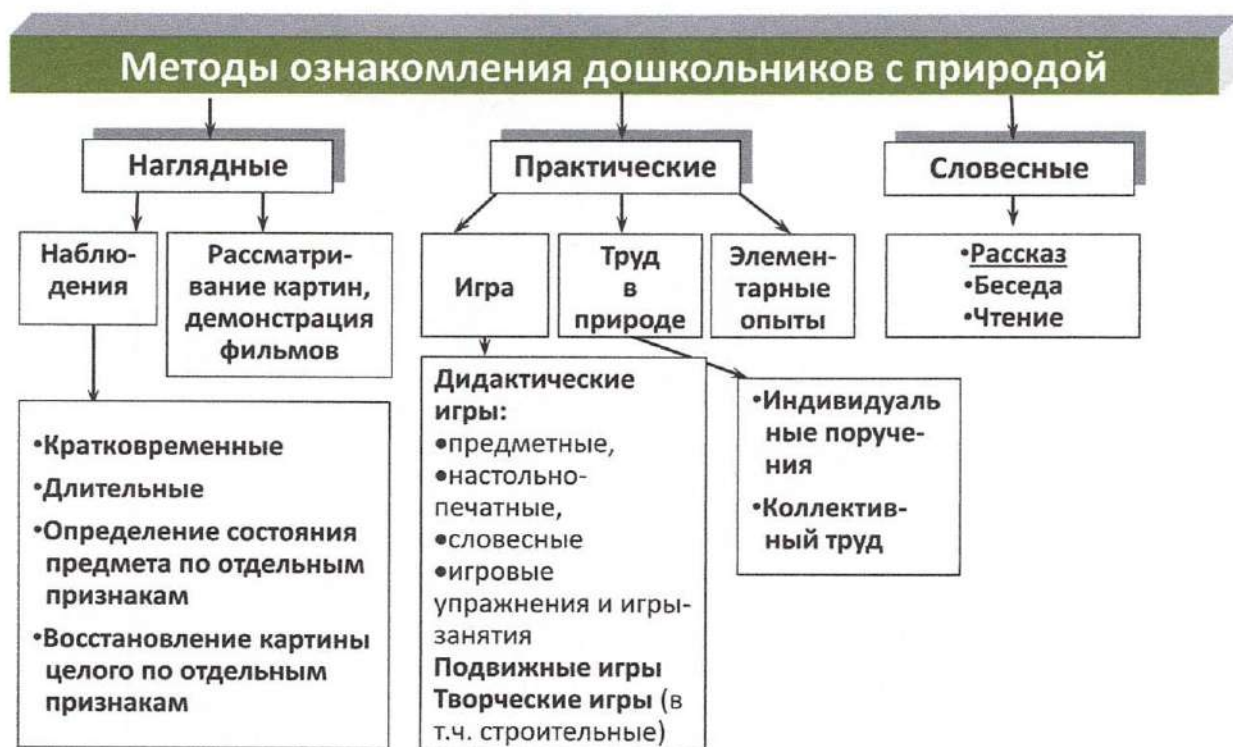 Методы ознакомления дошкольников с природой
Наглядные
Практические
Словесные
Наблю-
дения
Рассматри-
вание картин,
демонстрация
фильмов
Игра
Труд
в
природе
Элемен-
тарные
опыты
•Рассказ
•Беседа
•Чтение
•Кратковременные
•Длительные
•Определение состояния
предмета по отдельным
признакам
•Восстановление картины
целого по отдельным
признакам
Дидактические
игры:
•предметные,
•настольно-
печатные,
•словесные
•игровые
упражнения и игры-
занятия
Подвижные игры
Творческие игры (в
т.ч. строительные)
•Индивидуаль
ные поруче-
ния
•Коллектив-
ный труд